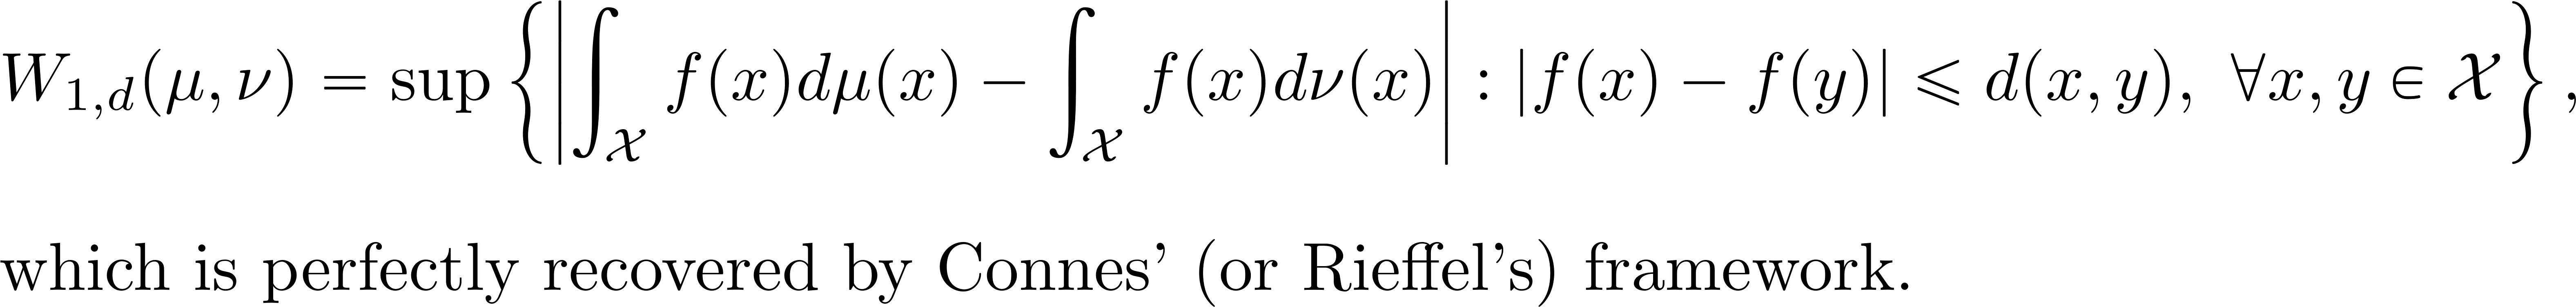 $W_{1,d}(\mu,\nu) = \sup \left\{ \left| \int_{\mathcal{X}} f(x)d\mu(x) - \int_{\mathcal{X}} f(x)d\nu(x) \right| : |f(x) - f(y)| \leqslant d(x,y), \ \forall x, y \in \mathcal{X} \right\},$
which is perfectly recovered by Connes' (or Rieffel's) framework.